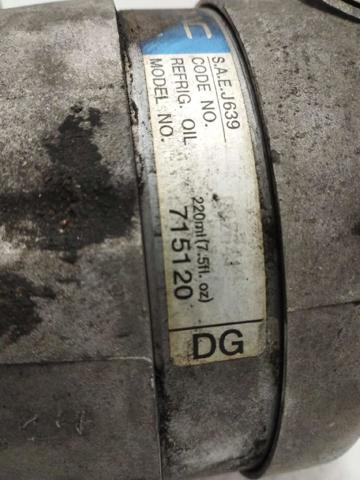 S.A.E.J639
CODE NO.
REFRIG. OIL 220ml(7.5fl. oz)
MODEL NO. 715120
DG